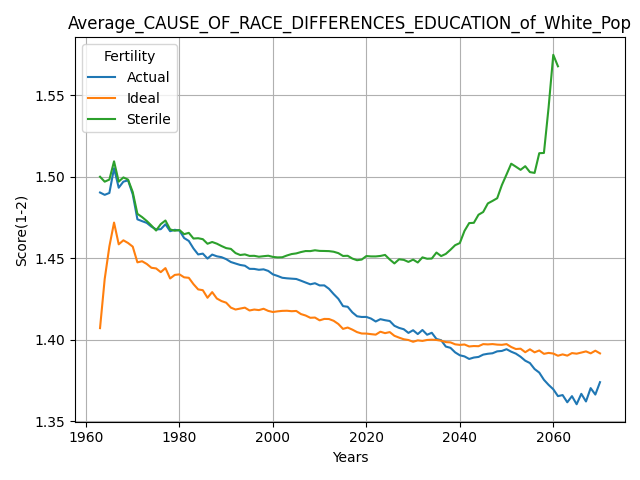 Average_CAUSE_OF_RACE_DIFFERENCES_EDUCATION_of_White_Pop
Fertility
Actual
Ideal
Sterile
1.55
1.50
1.45
1.40
1.35
Score(1-2)
1960
1980
2000
2020
2040
2060
Years